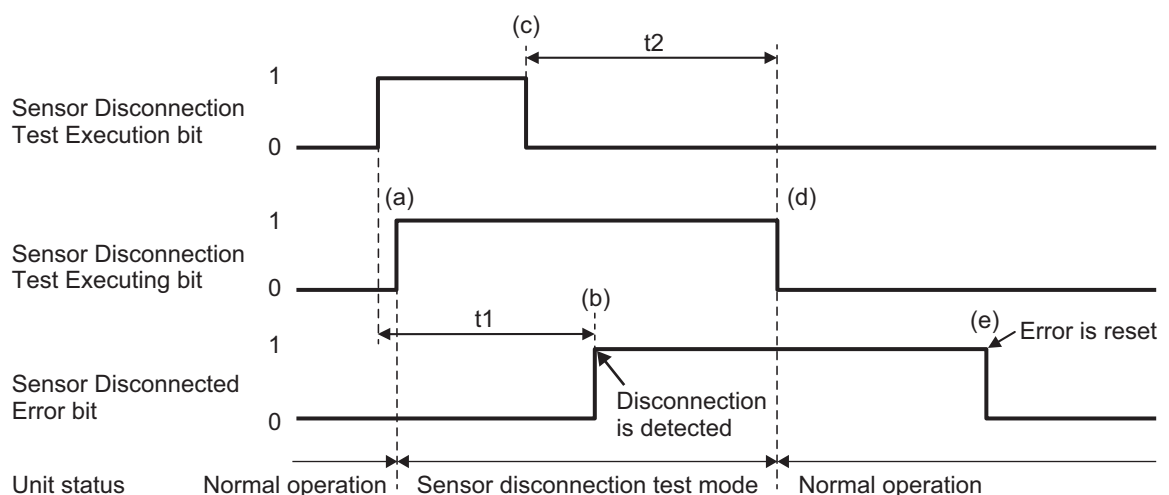 (c)
t2
1
Sensor Disconnection
Test Execution bit
0
(a)
(d)
1
Sensor Disconnection
Test Executing bit
0
(b)
t1
(e)
Error is reset
1
Sensor Disconnected
Error bit
0
Disconnection
is detected
Unit status
Normal operation
Sensor disconnection test mode
Normal operation